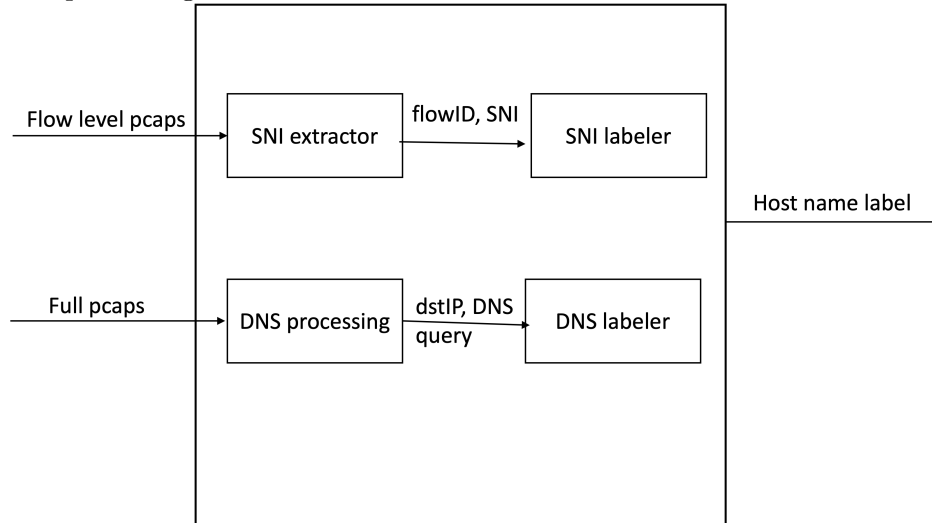 Flow level pcaps
SNI extractor
flowID, SNI
SNI labeler
Host name label
Full pcaps
DNS processing
dstIP, DNS
query
DNS labeler